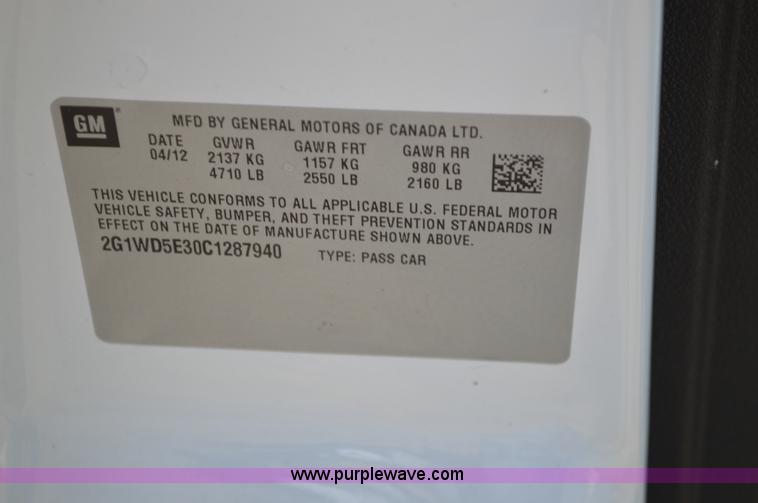 GM
MFD BY GENERAL MOTORS OF CANADA LTD.
DATE GVWR GAWR FRT GAWR RR
04/12 2137 KG 1157 KG 980 KG
4710 LB 2550 LB 2160 LB
THIS VEHICLE CONFORMS TO ALL APPLICABLE U.S. FEDERAL MOTOR
VEHICLE SAFETY, BUMPER, AND THEFT PREVENTION STANDARDS IN
EFFECT ON THE DATE OF MANUFACTURE SHOWN ABOVE.
2G1WD5E30C1287940 TYPE: PASS CAR
www.purplewave.com